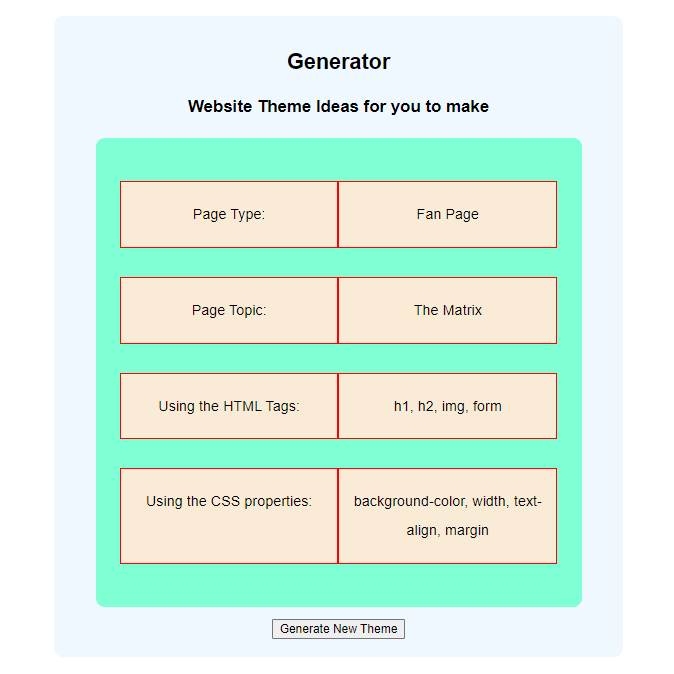 Generator
Website Theme Ideas for you to make
Page Type:
Fan Page
Page Topic:
The Matrix
Using the HTML Tags:
h1, h2, img, form
Using the CSS properties:
background-color, width, text-
align, margin
Generate New Theme